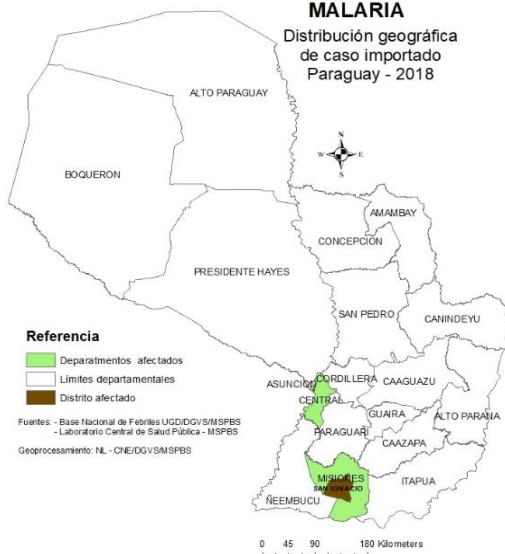 MALARIA
Distribución geográfica
de caso importado
Paraguay - 2018
ALTO PARAGUAY
N
W E
S
BOQUERON
AMAMBAY
CONCEPCION
PRESIDENTE HAYES
SAN PEDRO
CANINDEYU
Referencia
Deparatmentos afectados
Límites departamentales
Distrito afectado
ASUNCION
CORDILLERA
CAAGUAZU
CENTRAL
GUAIRA
ALTO PARANA
PARAGUARI
CAAZAPA
Fuentes: - Base Nacional de Febriles UGD/DGVS/MSPBS
- Laboratorio Central de Salud Pública - MSPBS
Geoprocesamiento: NL - CNE/DGVS/MSPBS
MISIONES
SAN IGNACIO
ITAPUA
ÑEEMBUCU
0 45 90 180 Kilometers